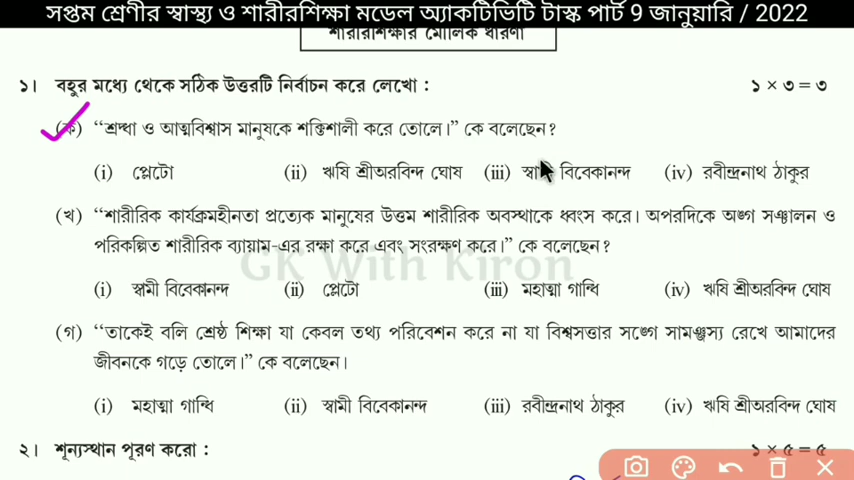 সপ্তম শ্রেণীর স্বাস্থ্য ও শারীরশিক্ষা মডেল অ্যাকটিভিটি টাস্ক পার্ট 9 জানুয়ারি / 2022
শারীরশিক্ষার মৌলিক ধারণা
১। বহুর মধ্যে থেকে সঠিক উত্তরটি নির্বাচন করে লেখো : ১ × ৩ = ৩
(ক) “শ্রদ্ধা ও আত্মবিশ্বাস মানুষকে শক্তিশালী করে তোলে।” কে বলেছেন?
(i) প্লেটো (ii) ঋষি শ্রীঅরবিন্দ ঘোষ (iii) স্বামী বিবেকানন্দ (iv) রবীন্দ্রনাথ ঠাকুর
(খ) “শারীরিক কার্যক্রমহীনতা প্রত্যেক মানুষের উত্তম শারীরিক অবস্থাকে ধ্বংস করে। অপরদিকে অঙ্গ সঞ্চালন ও
পরিকল্পিত শারীরিক ব্যায়াম-এর রক্ষা করে এবং সংরক্ষণ করে।” কে বলেছেন?
GK With Kiron
(i) স্বামী বিবেকানন্দ (ii) প্লেটো (iii) মহাত্মা গান্ধি (iv) ঋষি শ্রীঅরবিন্দ ঘোষ
(গ) “তাকেই বলি শ্রেষ্ঠ শিক্ষা যা কেবল তথ্য পরিবেশন করে না যা বিশ্বসত্তার সঙ্গে সামঞ্জস্য রেখে আমাদের
জীবনকে গড়ে তোলে।” কে বলেছেন।
(i) মহাত্মা গান্ধি (ii) স্বামী বিবেকানন্দ (iii) রবীন্দ্রনাথ ঠাকুর (iv) ঋষি শ্রীঅরবিন্দ ঘোষ
২। শূন্যস্থান পূরণ করো : ১ × ৫ = ৫